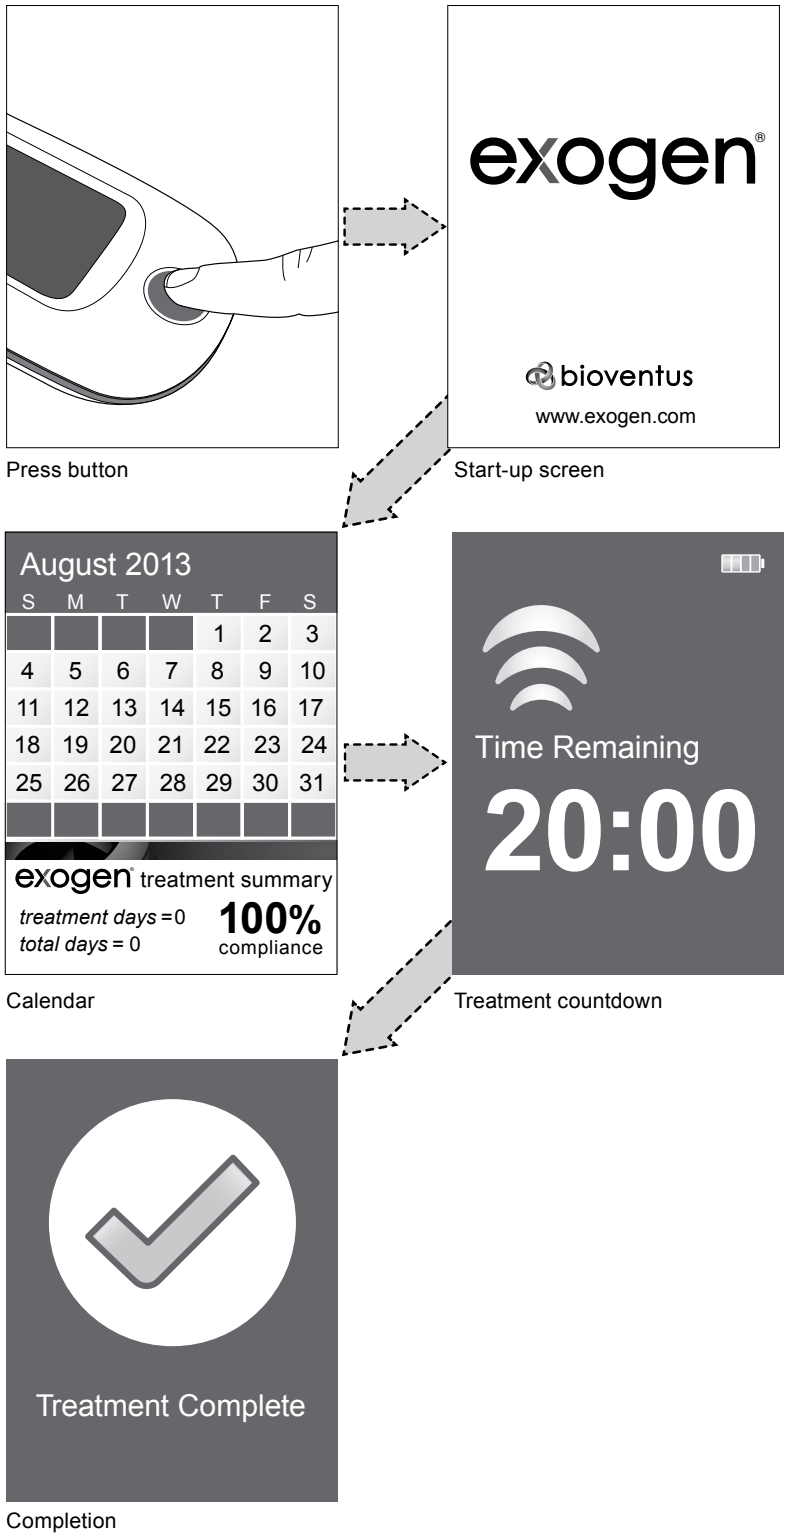 exogen®
bioventus
www.exogen.com
Press button
Start-up screen
August 2013
S M T W T F S
1 2 3
4 5 6 7 8 9 10
11 12 13 14 15 16 17
18 19 20 21 22 23 24
25 26 27 28 29 30 31
exogen® treatment summary
treatment days =0
total days = 0
100%
compliance
Time Remaining
20:00
Calendar
Treatment countdown
Treatment Complete
Completion